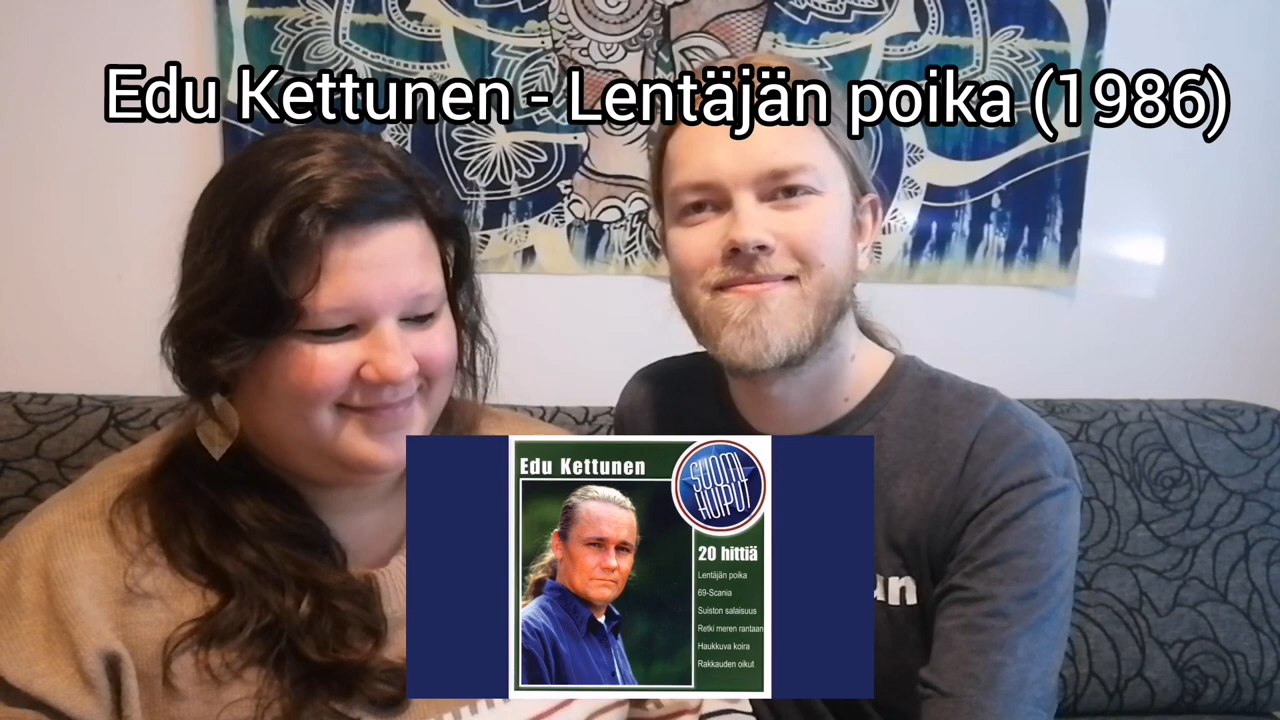 Edu Kettunen - Lentäjän poika (1986)
Edu Kettunen
SUOMI
HUIPUT
20 hittiä
Lentäjän poika
69-Scania
Suiston salaisuus
Retki meren rantaan
Haukkuva koira
Rakkauden oikut